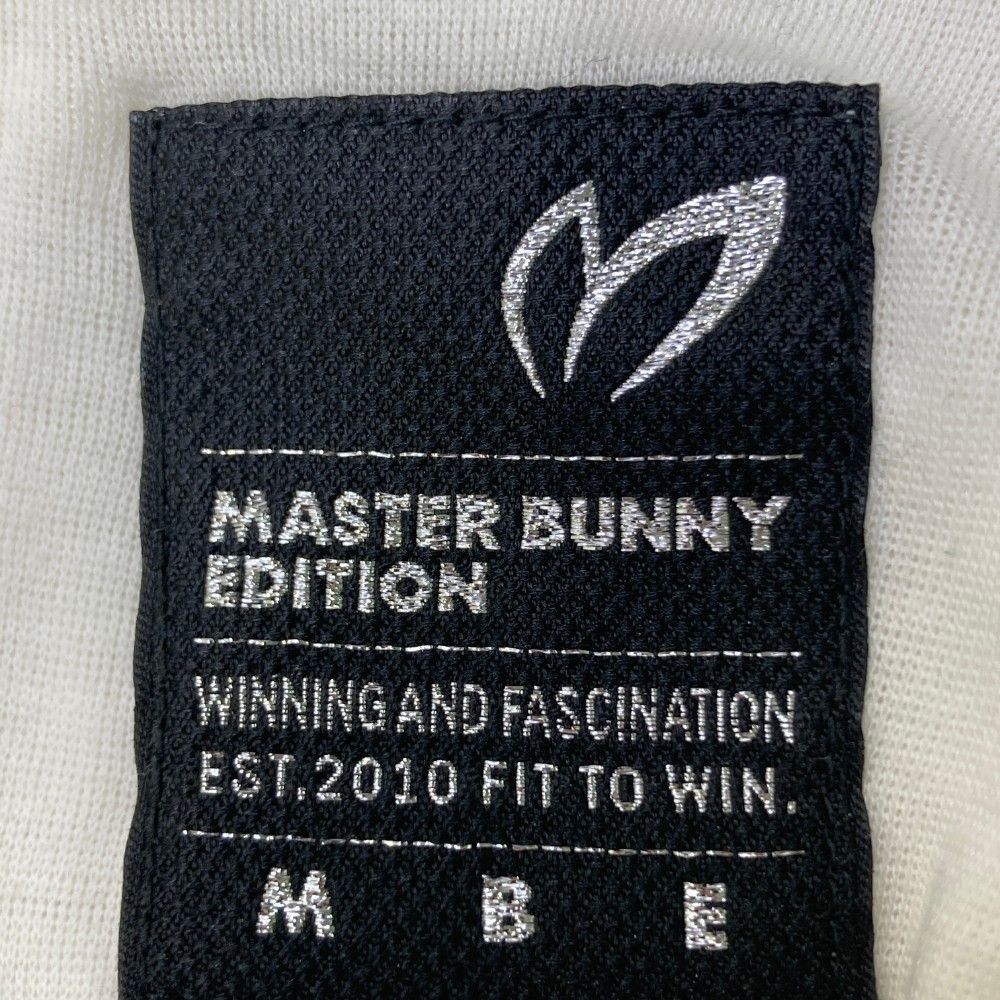 MASTER BUNNY
EDITION
WINNING AND FASCINATION
EST.2010 FIT TO WIN.
M B E